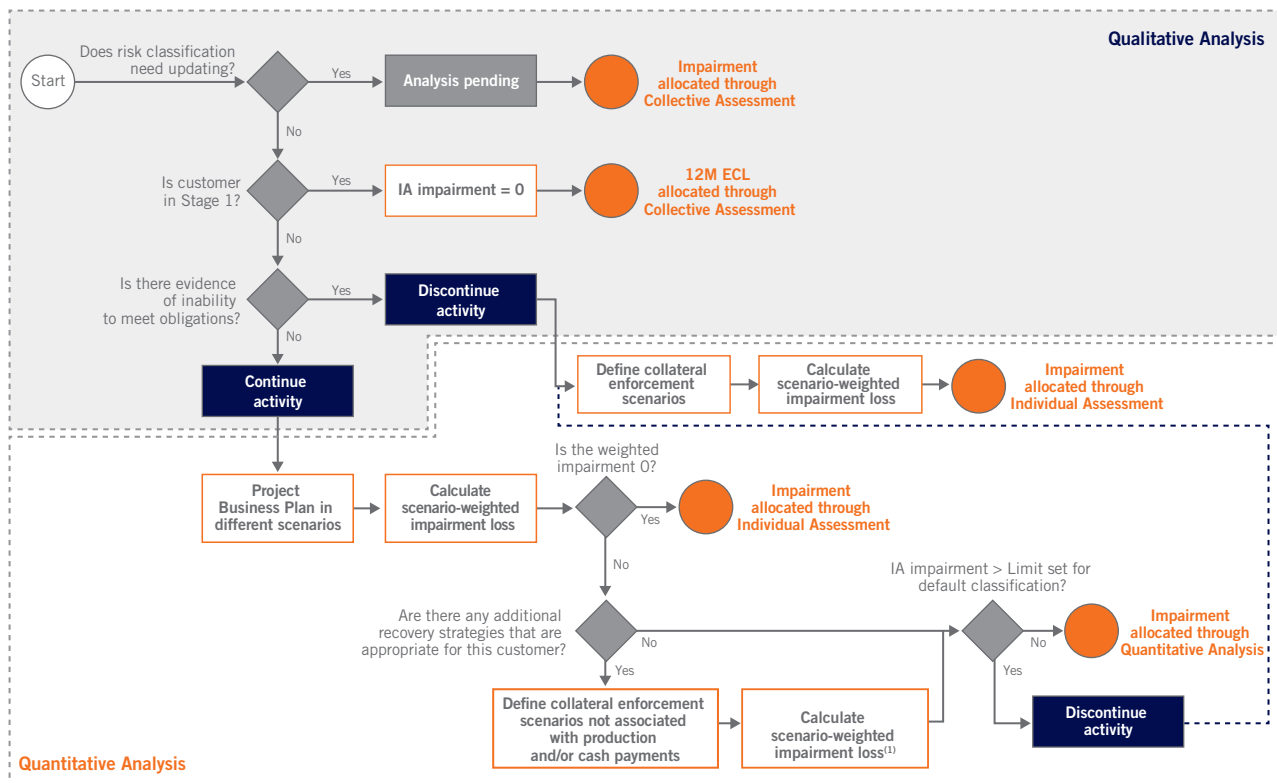 Qualitative Analysis
Start
Does risk classification
need updating?
Yes
Analysis pending
Impairment
allocated through
Collective Assessment
No
Is customer
in Stage 1?
Yes
IA impairment = 0
12M ECL
allocated through
Collective Assessment
No
Is there evidence
of inability
to meet obligations?
Yes
Discontinue
activity
No
Continue
activity
Define collateral
enforcement
scenarios
Calculate
scenario-weighted
impairment loss
Impairment
allocated through
Individual Assessment
Project
Business Plan in
different scenarios
Calculate
scenario-weighted
impairment loss
Is the weighted
impairment 0?
Yes
Impairment
allocated through
Individual Assessment
No
Are there any additional
recovery strategies that are
appropriate for this customer?
No
Yes
Define collateral enforcement
scenarios not associated
with production
and/or cash payments
Calculate
scenario-weighted
impairment loss(1)
IA impairment > Limit set for
default classification?
No
Impairment
allocated through
Quantitative Analysis
Yes
Discontinue
activity
Quantitative Analysis